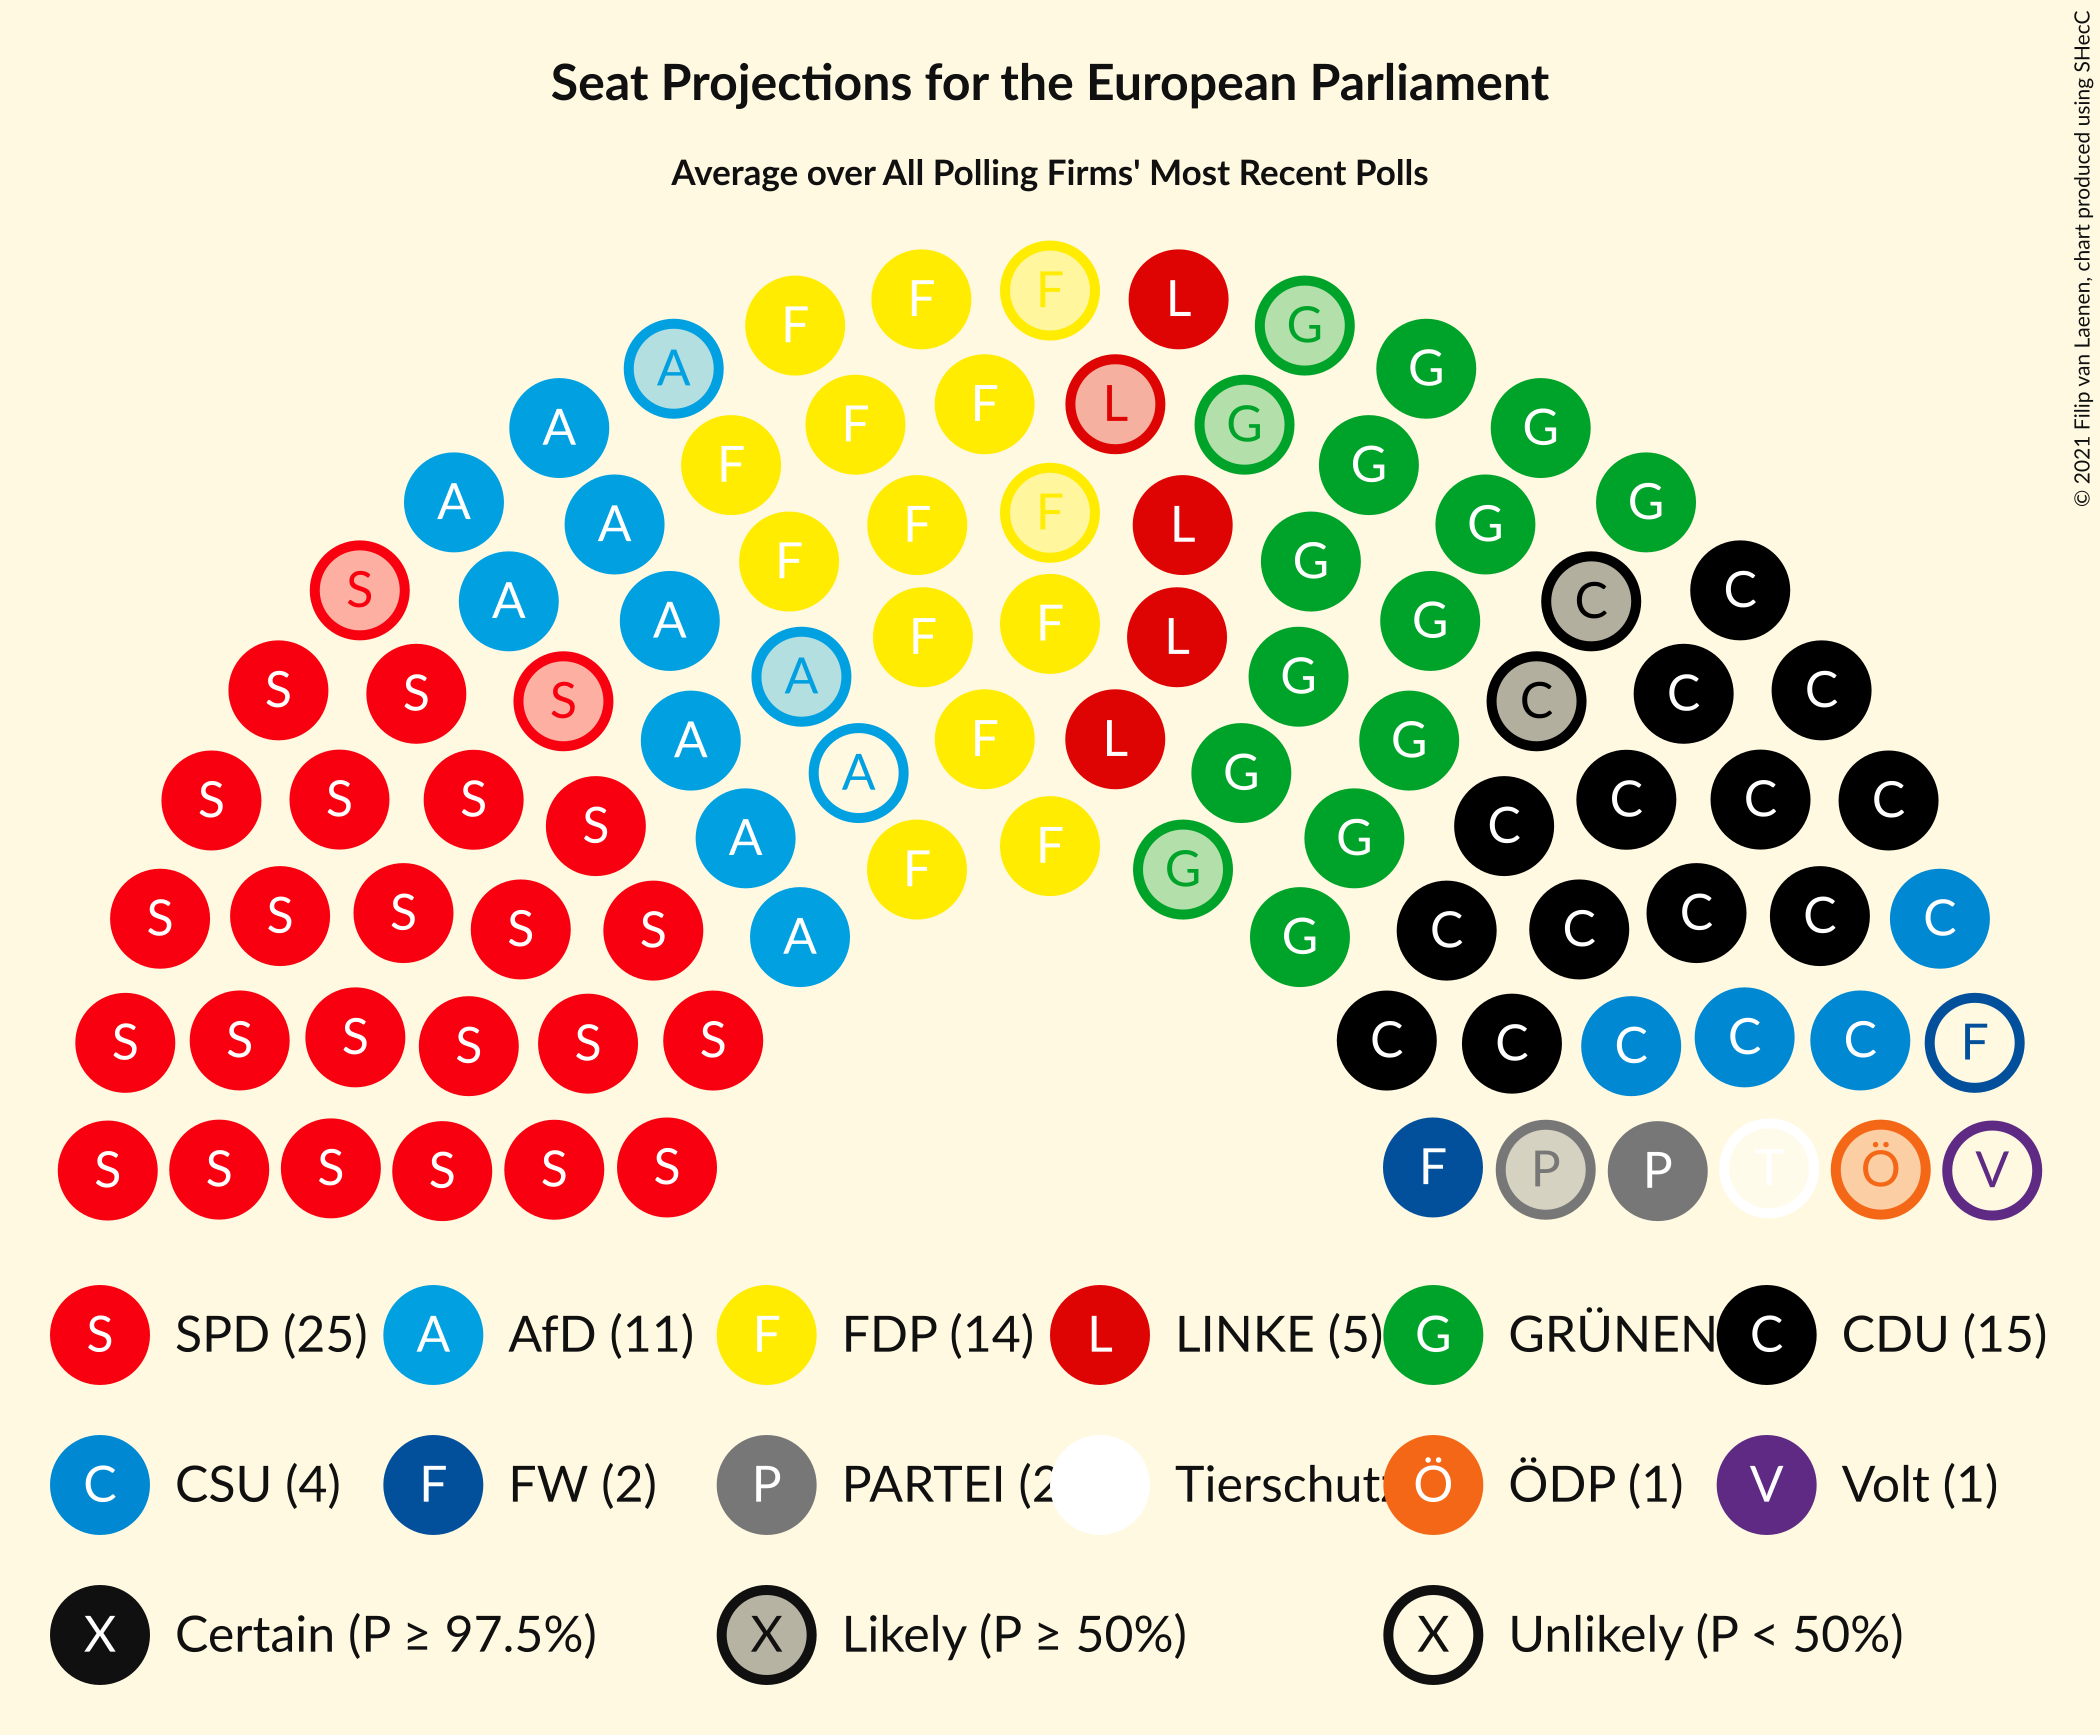 Seat Projections for the European Parliament
Average over All Polling Firms' Most Recent Polls
© 2021 Filip van Laenen, chart produced using SHecC
F F F L G
A F F G
A F F L G G G
A A F F F L G G G
S A A F F L G G C C
S S S A A F F L G G C C C
S S S S A A F L G G C C C C
S S S S S A F F G G C C C C C
S S S S S S C C C C C F
S S S S S S F P P T Ö V
S SPD (25) A AfD (11) F FDP (14) L LINKE (5) G GRÜNEN C CDU (15)
C CSU (4) F FW (2) P PARTEI (2 Tierschutz Ö ÖDP (1) V Volt (1)
X Certain (P ≥ 97.5%) X Likely (P ≥ 50%) X Unlikely (P < 50%)